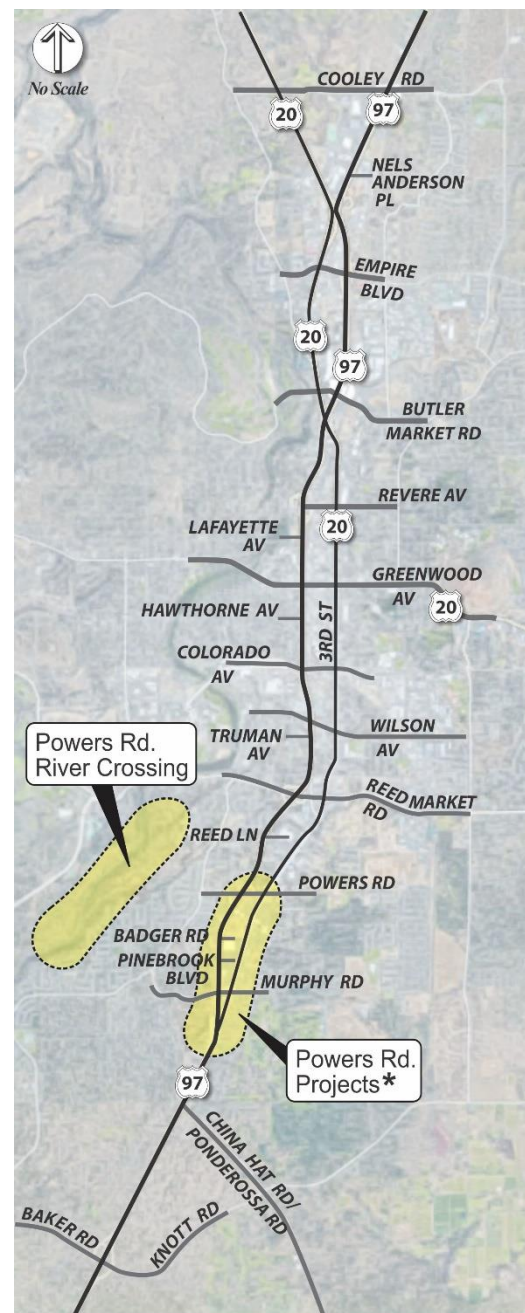 No Scale
COOLEY RD
20
97
NELS
ANDERSON
PL
EMPIRE
BLVD
20
97
BUTLER
MARKET RD
REVERE AV
20
LAFAYETTE
AV
GREENWOOD
AV
20
HAWTHORNE AV
3RD ST
COLORADO
AV
TRUMAN
AV
WILSON
AV
Powers Rd.
River Crossing
REED MARKET
RD
REED LN
POWERS RD
BADGER RD
PINEBROOK
BLVD
MURPHY RD
Powers Rd.
Projects*
97
CHINA HAT RD/
PONDEROSSA RD
BAKER RD
KNOTT RD